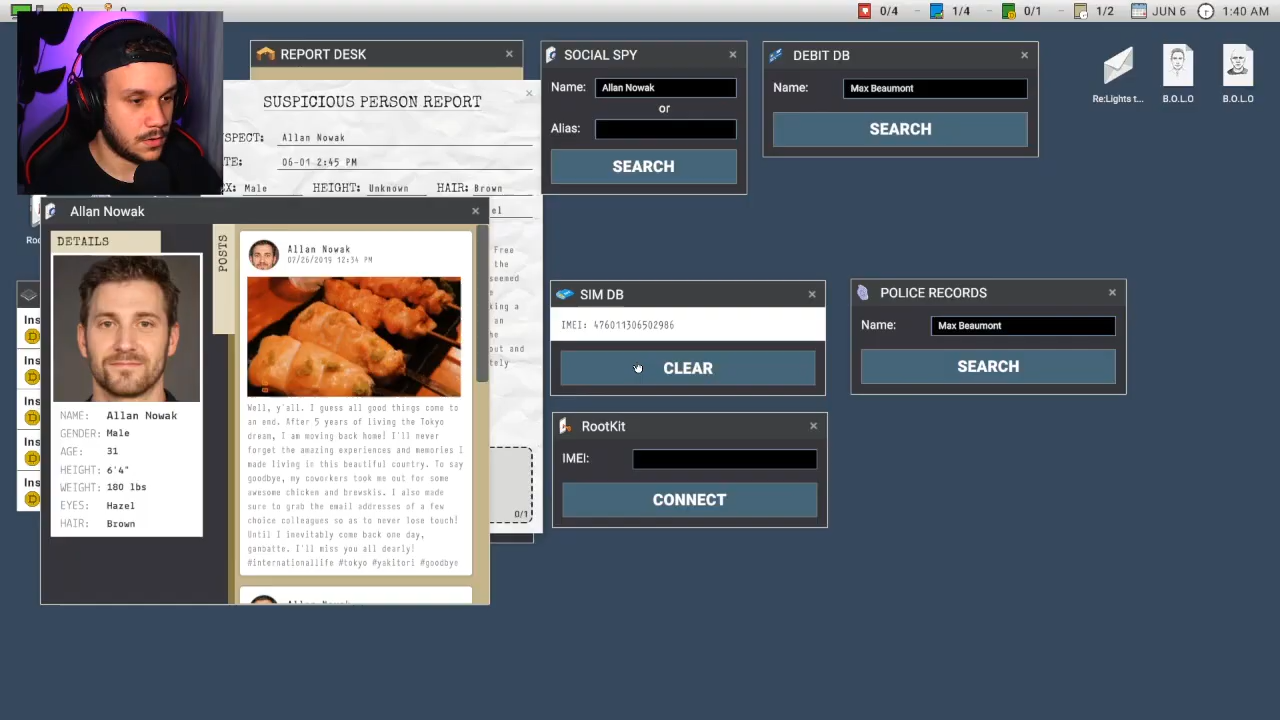 0/4
1/4
0/1
1/2
JUN 6
1:40 AM
REPORT DESK
SUSPICIOUS PERSON REPORT
Allan Nowak
06-01 2:45 PM
Male
HEIGHT: Unknown
HAIR: Brown
0/1
SOCIAL SPY
Name: Allan Nowak
or
Alias:
SEARCH
DEBIT DB
Name: Max Beaumont
SEARCH
Re:Lights t...
B.O.L.O
B.O.L.O
Allan Nowak
DETAILS
NAME: Allan Nowak
GENDER: Male
AGE: 31
HEIGHT: 6'4"
WEIGHT: 180 lbs
EYES: Hazel
HAIR: Brown
POSTS
Allan Nowak
07/26/2019 12:34 PM
Well, y'all. I guess all good things come to
an end. After 5 years of living the Tokyo
dream, I am moving back home! I'll never
forget the amazing experiences and memories I
made living in this beautiful country. To say
goodbye, my coworkers took me out for some
awesome chicken and brewskis. I also made
sure to grab the email addresses of a few
choice colleagues so as to never lose touch!
Until I inevitably come back one day,
ganbatte. I'll miss you all dearly!
#internationallife #tokyo #yakitori #goodbye
SIM DB
IMEI: 476011306502986
CLEAR
RootKit
IMEI:
CONNECT
POLICE RECORDS
Name: Max Beaumont
SEARCH